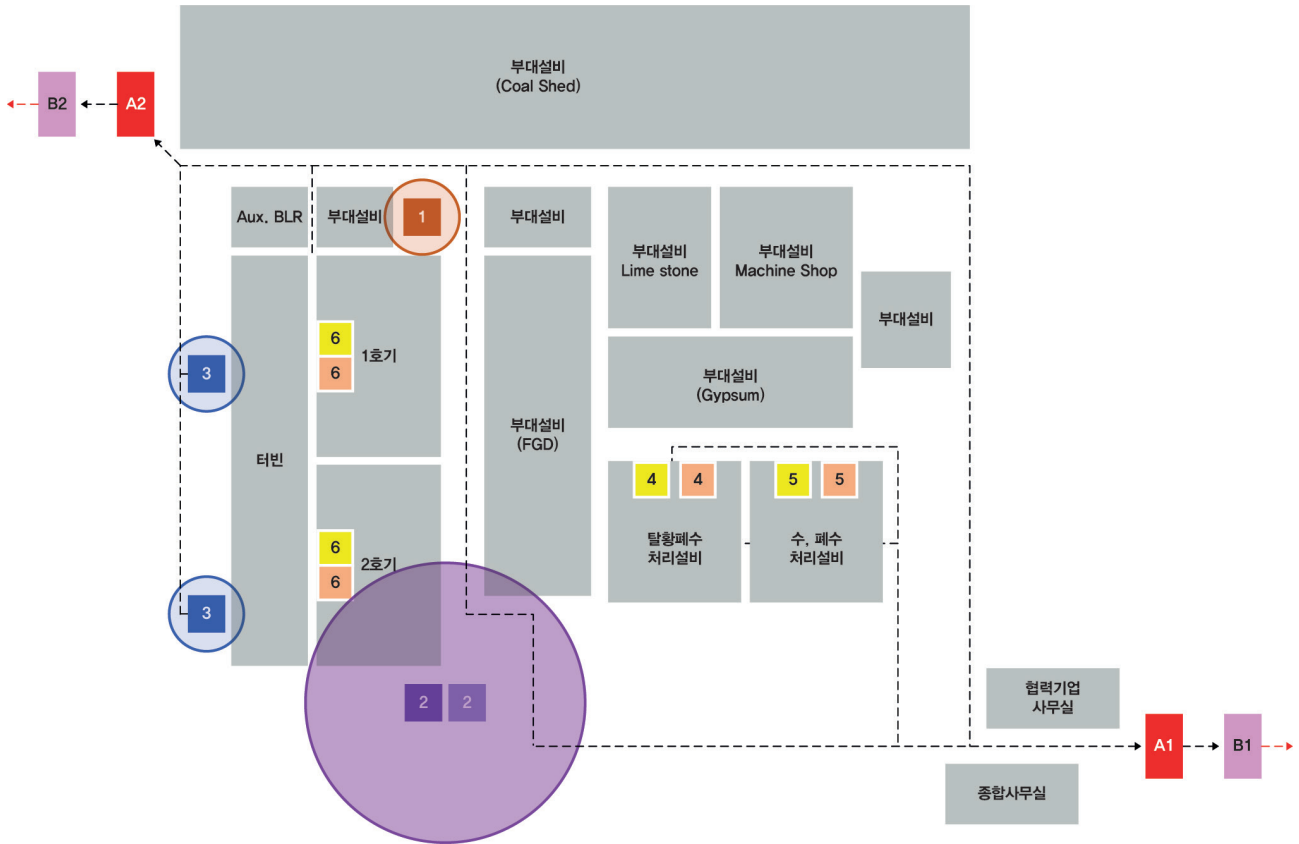 부대설비
(Coal Shed)
B2
A2
Aux. BLR
부대설비
1
부대설비
부대설비
Lime stone
부대설비
Machine Shop
부대설비
6
6
1호기
3
부대설비
(Gypsum)
부대설비
(FGD)
터빈
4
4
5
5
탈황폐수
처리설비
수, 폐수
처리설비
6
6
2호기
3
2
2
협력기업
사무실
A1
B1
종합사무실